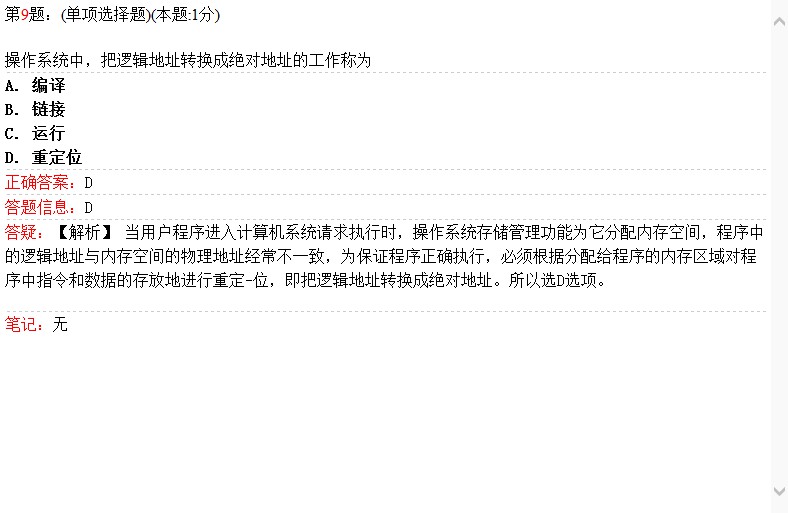 第9题：(单项选择题)(本题:1分)
操作系统中，把逻辑地址转换成绝对地址的工作称为
A. 编译
B. 链接
C. 运行
D. 重定位
正确答案：D
答题信息：D
答疑：【解析】 当用户程序进入计算机系统请求执行时，操作系统存储管理功能为它分配内存空间，程序中
的逻辑地址与内存空间的物理地址经常不一致，为保证程序正确执行，必须根据分配给程序的内存区域对程
序中指令和数据的存放地进行重定-位，即把逻辑地址转换成绝对地址。所以选D选项。
笔记：无